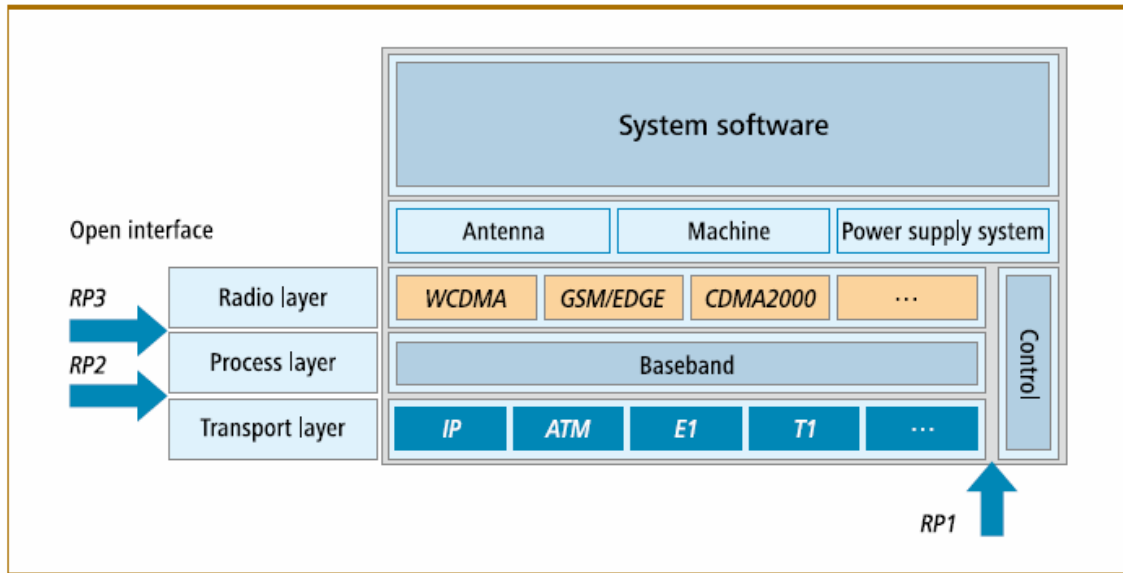 System software
Open interface
Antenna
Machine
Power supply system
RP3
Radio layer
WCDMA
GSM/EDGE
CDMA2000
...
Control
RP2
Process layer
Baseband
Transport layer
IP
ATM
E1
T1
...
RP1